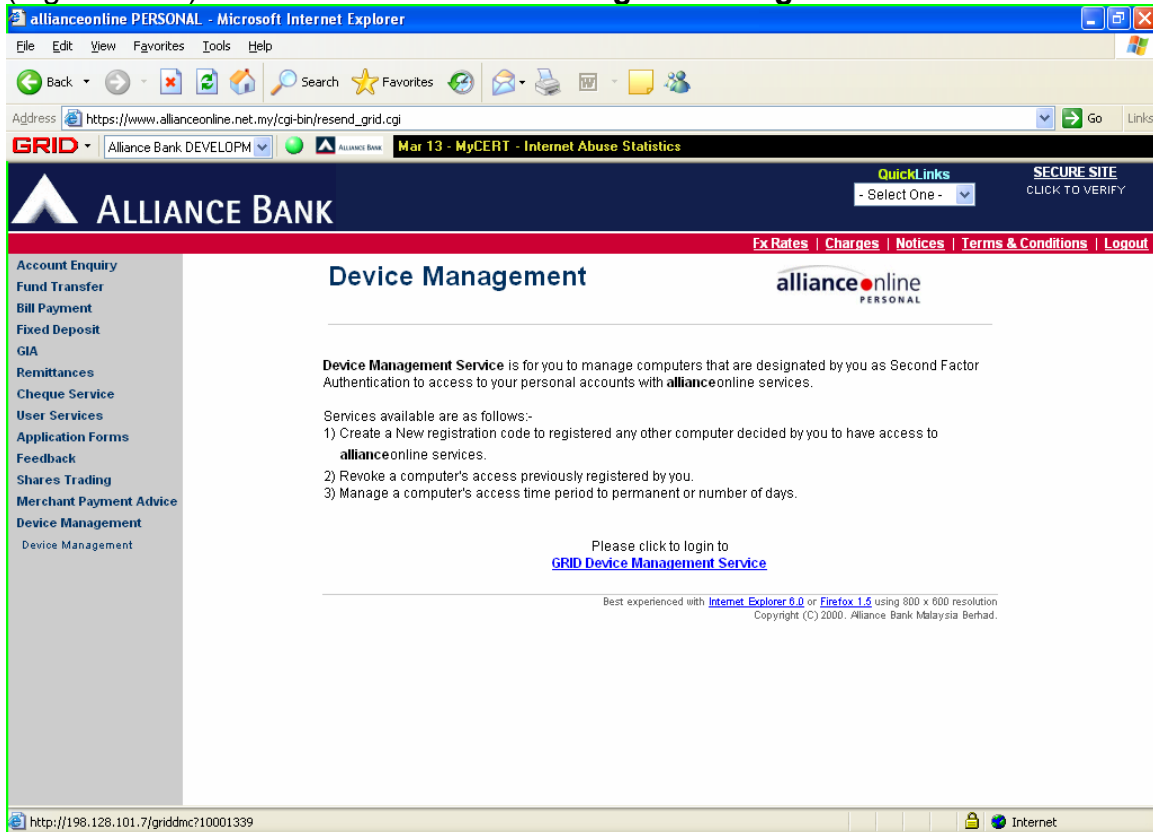 allianceonline PERSONAL - Microsoft Internet Explorer
File Edit View Favorites Tools Help
Back Search Favorites
Address https://www.allianceonline.net.my/cgi-bin/resend_grid.cgi Go Links
GRID Alliance Bank DEVELOPM ALLIANCE BANK Mar 13 - MyCERT - Internet Abuse Statistics
QuickLinks SECURE SITE
- Select One - CLICK TO VERIFY
ALLIANCE BANK
Fx Rates | Charges | Notices | Terms & Conditions | Logout
Account Enquiry
Fund Transfer
Bill Payment
Fixed Deposit
GIA
Remittances
Cheque Service
User Services
Application Forms
Feedback
Shares Trading
Merchant Payment Advice
Device Management
Device Management
Device Management
allianceonline
PERSONAL
Device Management Service is for you to manage computers that are designated by you as Second Factor
Authentication to access to your personal accounts with allianceonline services.
Services available are as follows:-
1) Create a New registration code to registered any other computer decided by you to have access to
allianceonline services.
2) Revoke a computer's access previously registered by you.
3) Manage a computer's access time period to permanent or number of days.
Please click to login to
GRID Device Management Service
Best experienced with Internet Explorer 6.0 or Firefox 1.5 using 800 x 600 resolution
Copyright (C) 2000. Alliance Bank Malaysia Berhad.
http://198.128.101.7/griddmc?10001339 Internet